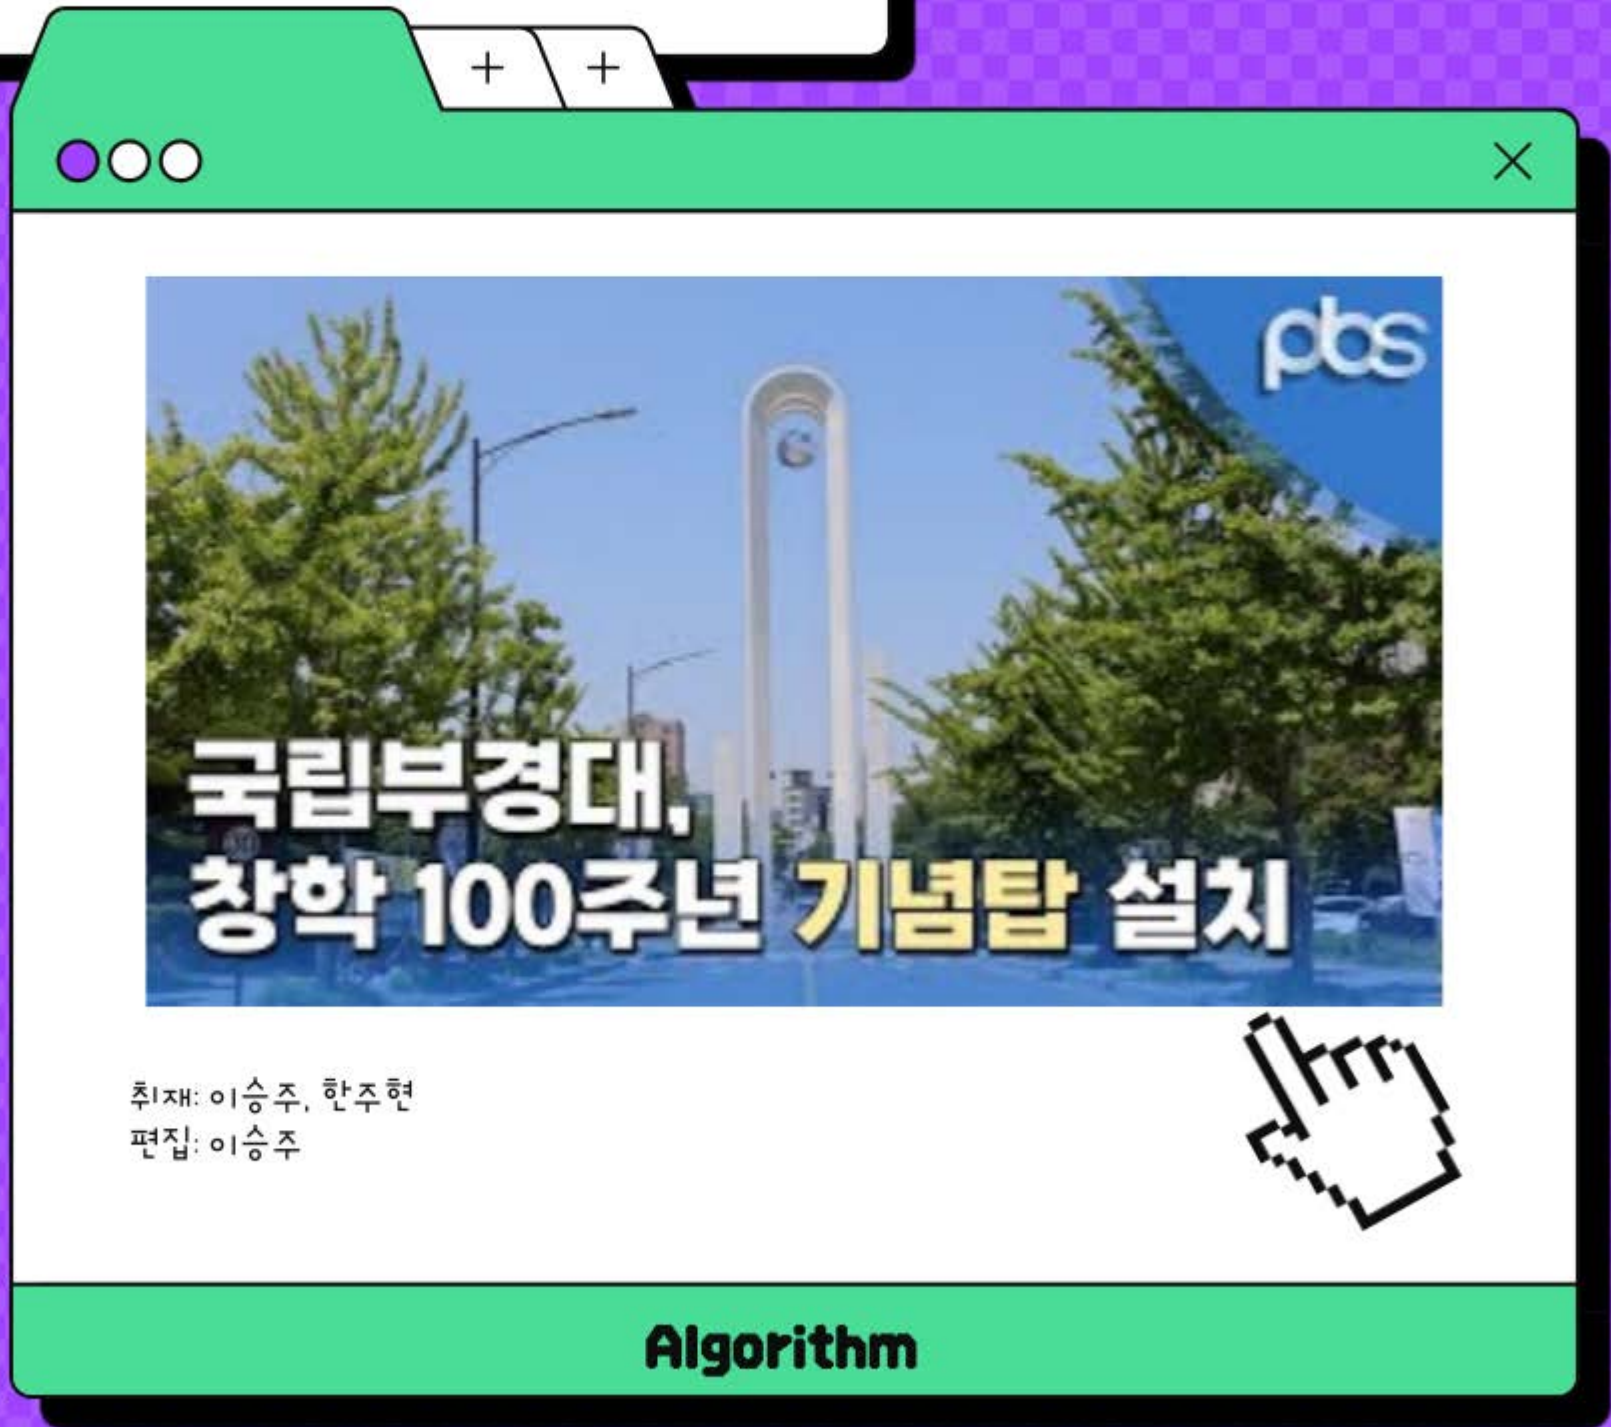 pbs
국립부경대,
창학 100주년 기념탑 설치
취재: 이승주, 한주현
편집: 이승주
Algorithm